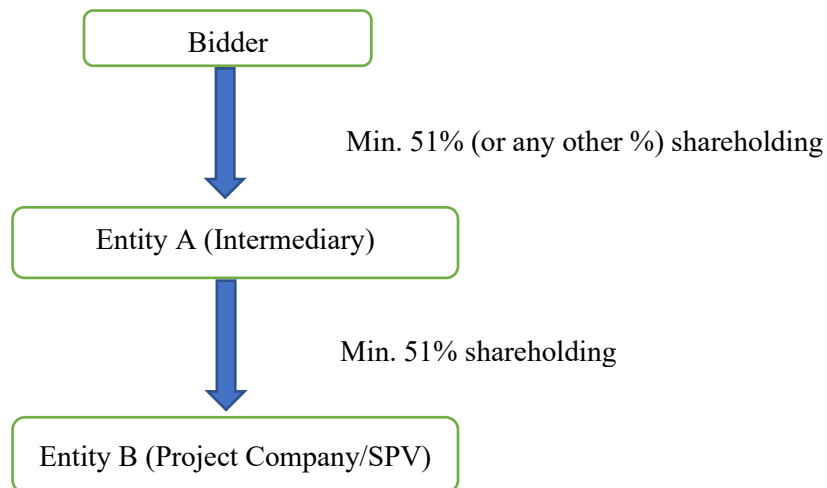 Bidder
Min. 51% (or any other %) shareholding
Entity A (Intermediary)
Min. 51% shareholding
Entity B (Project Company/SPV)